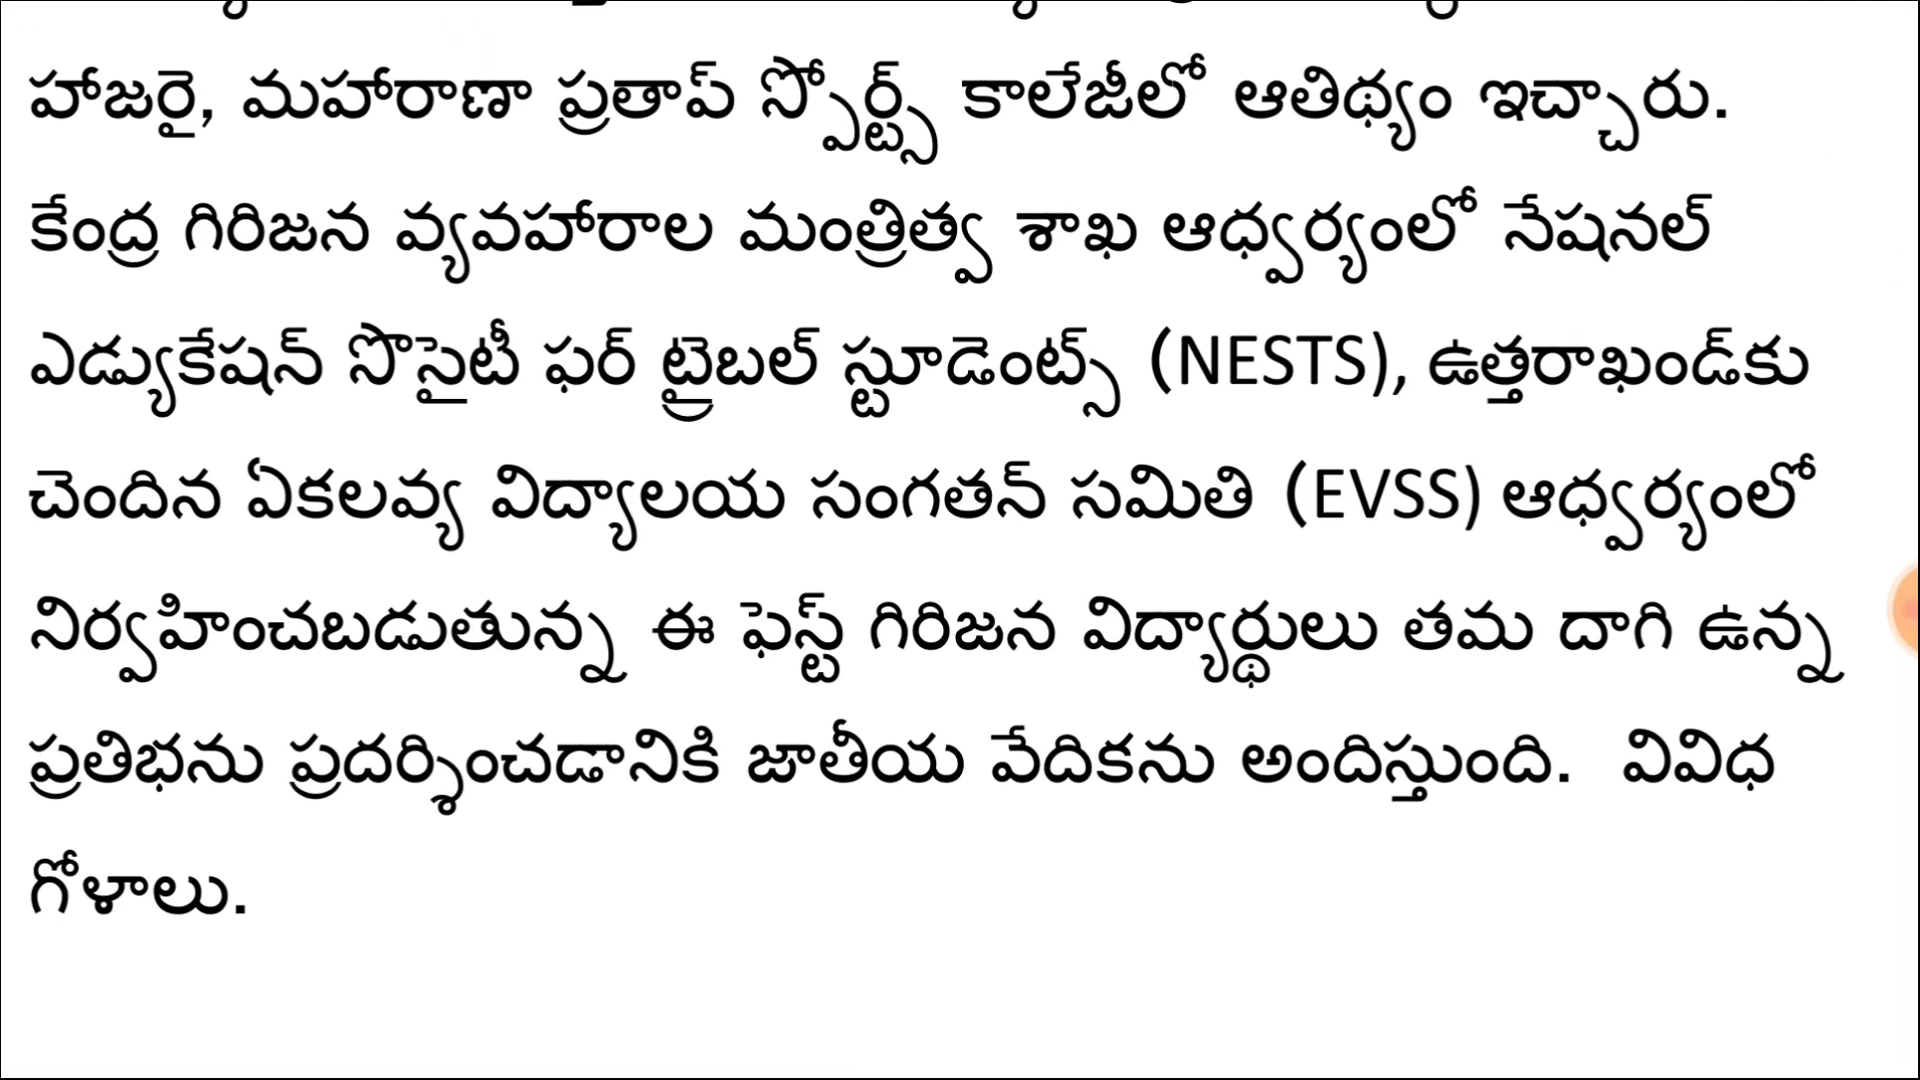 హాజరై, మహారాణా ప్రతాప్ స్పోర్ట్స్ కాలేజీలో ఆతిథ్యం ఇచ్చారు.
కేంద్ర గిరిజన వ్యవహారాల మంత్రిత్వ శాఖ ఆధ్వర్యంలో నేషనల్
ఎడ్యుకేషన్ సొసైటీ ఫర్ ట్రైబల్ స్టూడెంట్స్ (NESTS), ఉత్తరాఖండ్‌కు
చెందిన ఏకలవ్య విద్యాలయ సంగతన్ సమితి (EVSS) ఆధ్వర్యంలో
నిర్వహించబడుతున్న ఈ ఫెస్ట్ గిరిజన విద్యార్థులు తమ దాగి ఉన్న
ప్రతిభను ప్రదర్శించడానికి జాతీయ వేదికను అందిస్తుంది. వివిధ
గోళాలు.